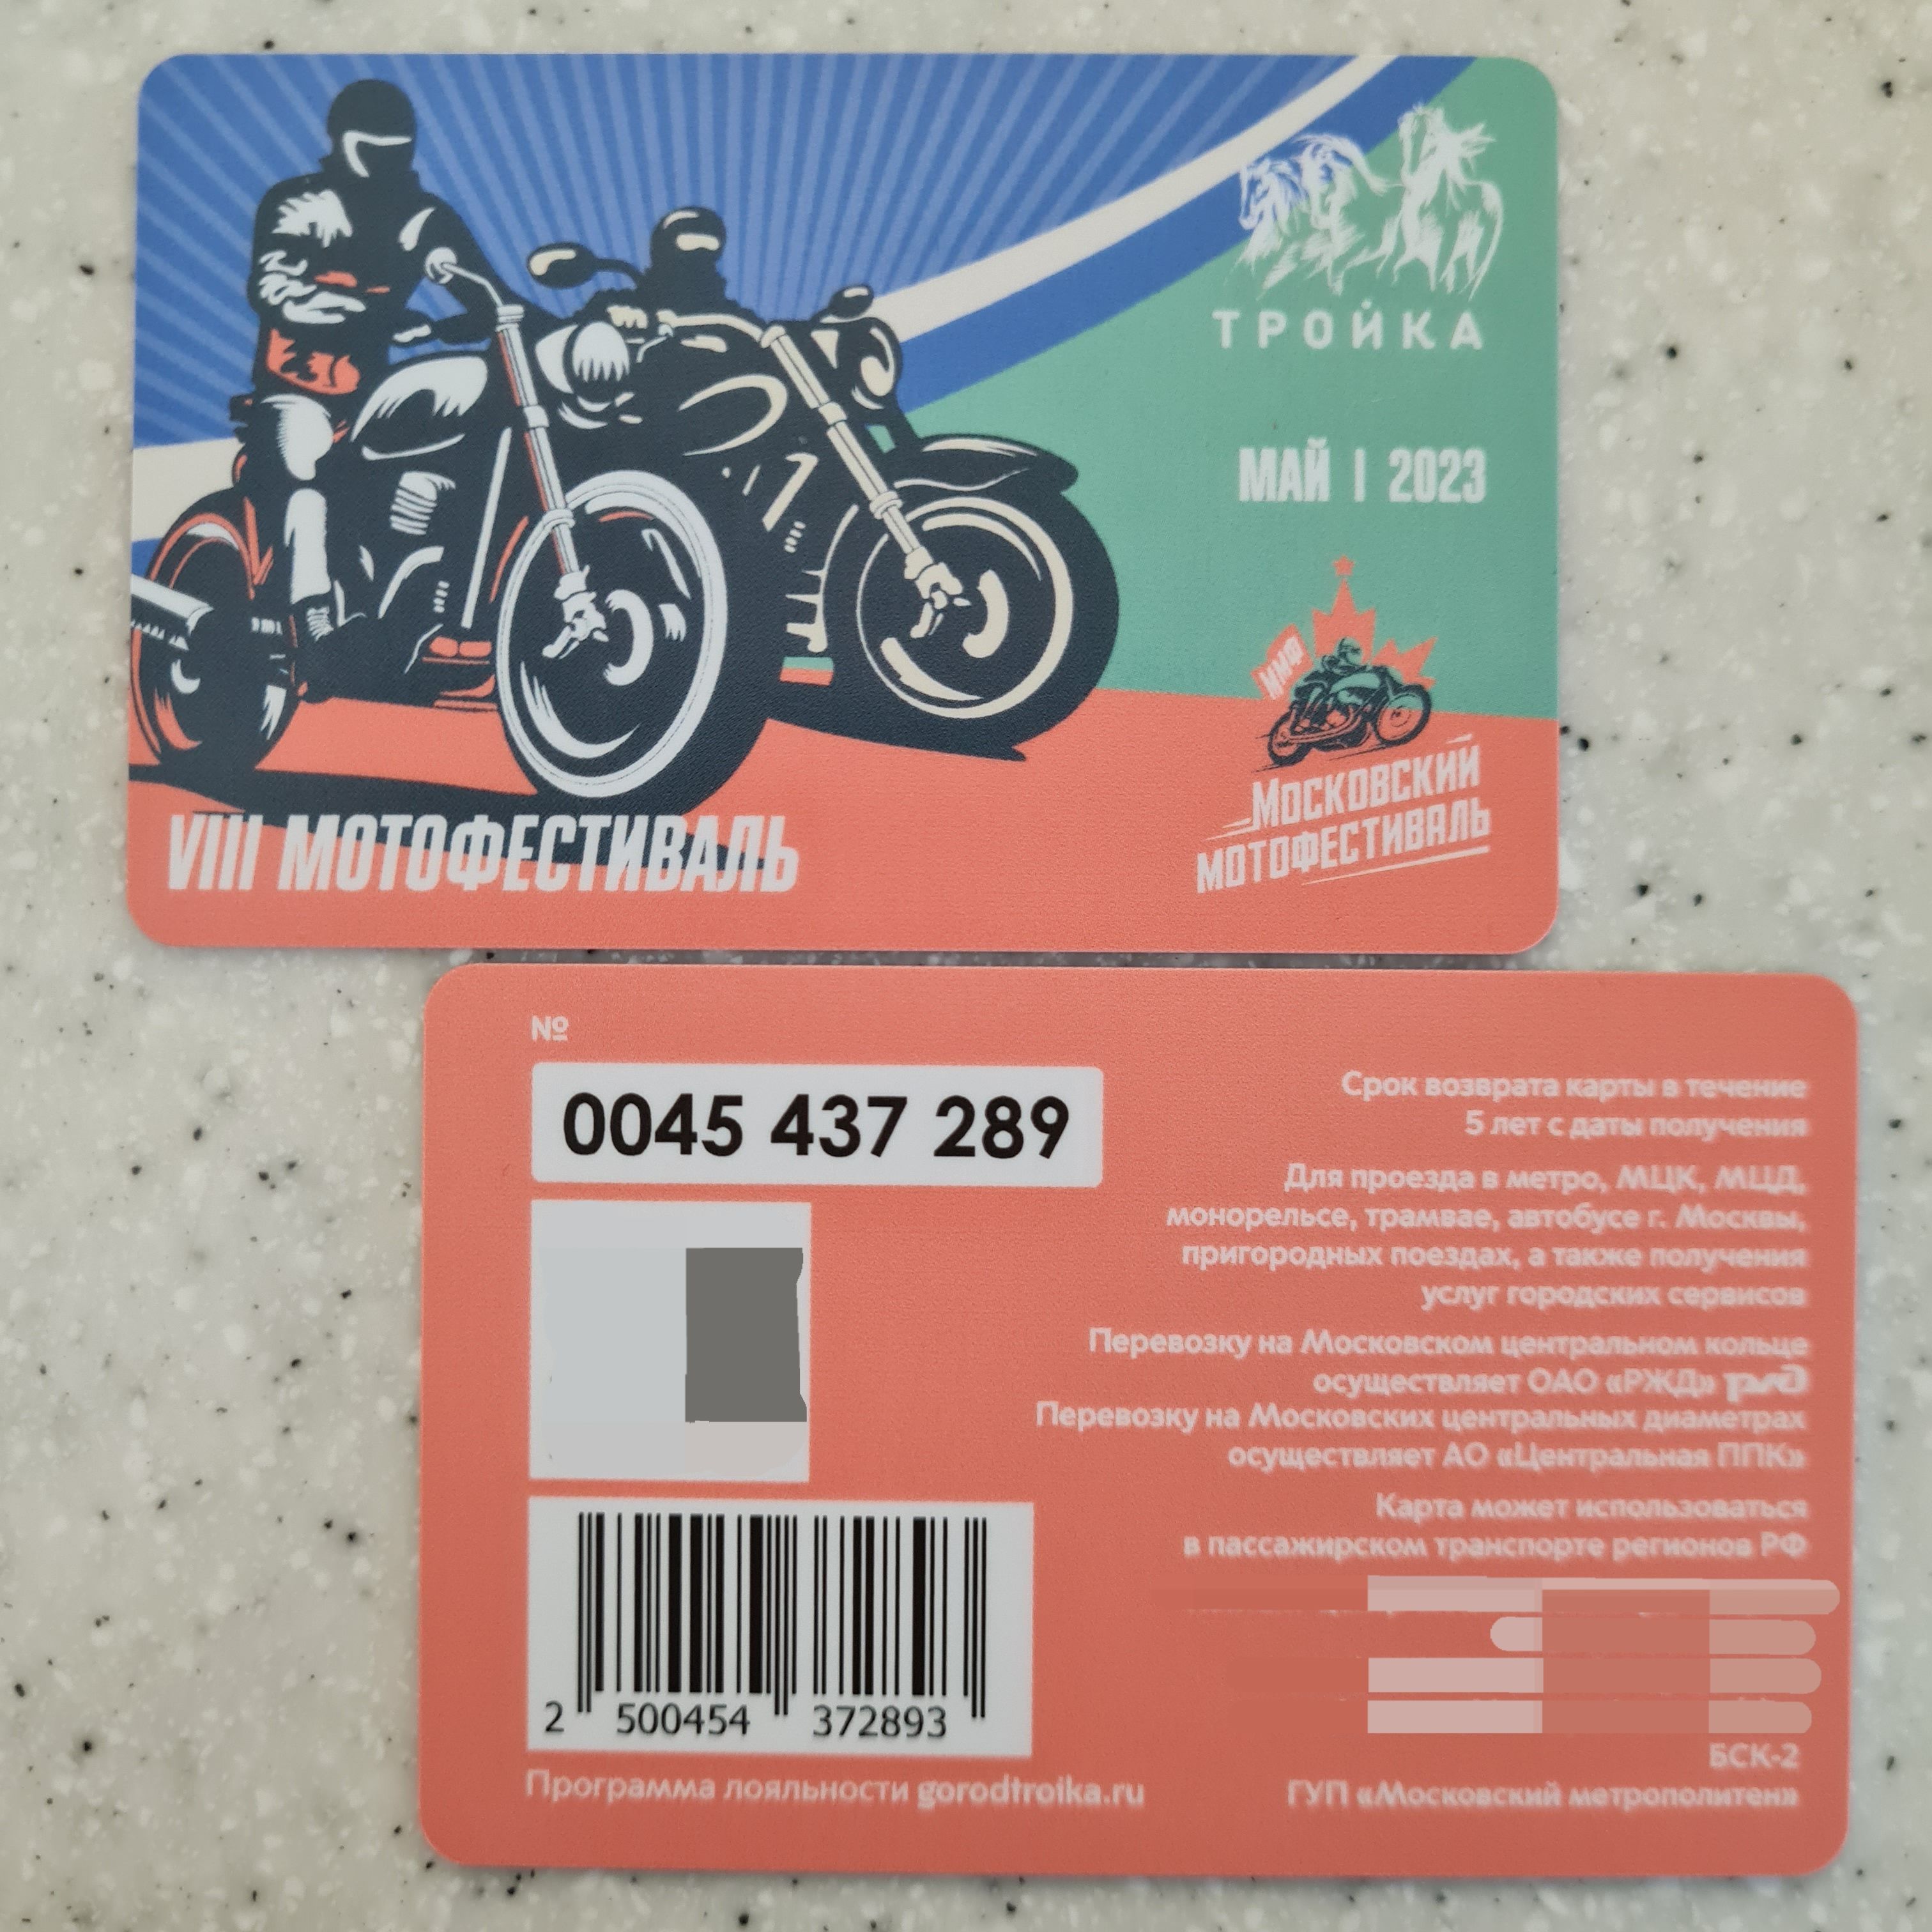 ТРОЙКА
МАЙ | 2023
ММФ
МОСКОВСКИЙ
МОТОФЕСТИВАЛЬ
VIII МОТОФЕСТИВАЛЬ
№
0045 437 289
Срок возврата карты в течение
5 лет с даты получения
Для проезда в метро, МЦК, МЦД,
монорельсе, трамвае, автобусе г. Москвы,
пригородных поездах, а также получения
услуг городских сервисов
Перевозку на Московском центральном кольце
осуществляет ОАО «РЖД» pжд
Перевозку на Московских центральных диаметрах
осуществляет АО «Центральная ППК»
Карта может использоваться
в пассажирском транспорте регионов РФ
2 500454 372893
БСК-2
Программа лояльности gorodtroika.ru
ГУП «Московский метрополитен»